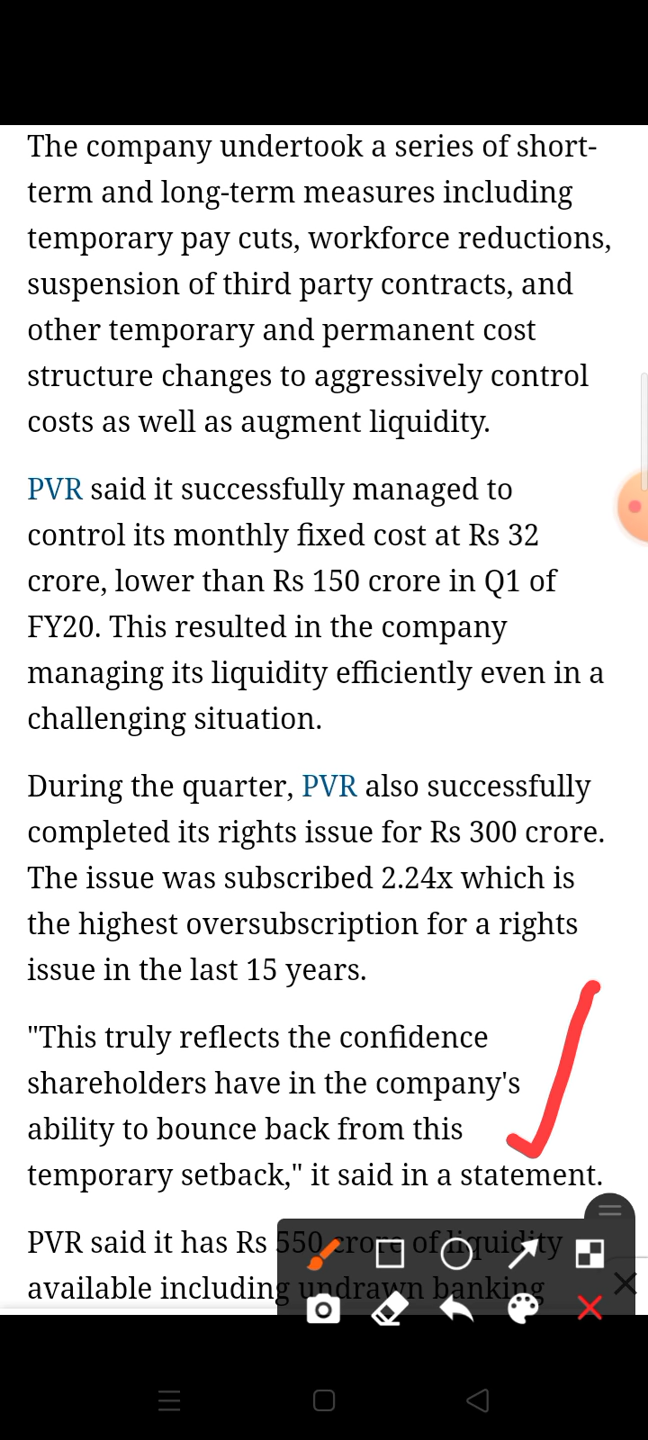 The company undertook a series of short-
term and long-term measures including
temporary pay cuts, workforce reductions,
suspension of third party contracts, and
other temporary and permanent cost
structure changes to aggressively control
costs as well as augment liquidity.
PVR said it successfully managed to
control its monthly fixed cost at Rs 32
crore, lower than Rs 150 crore in Q1 of
FY20. This resulted in the company
managing its liquidity efficiently even in a
challenging situation.
During the quarter, PVR also successfully
completed its rights issue for Rs 300 crore.
The issue was subscribed 2.24x which is
the highest oversubscription for a rights
issue in the last 15 years.
"This truly reflects the confidence
shareholders have in the company's
ability to bounce back from this
temporary setback," it said in a statement.
PVR said it has Rs 550 crore of liquidity
available including undrawn banking